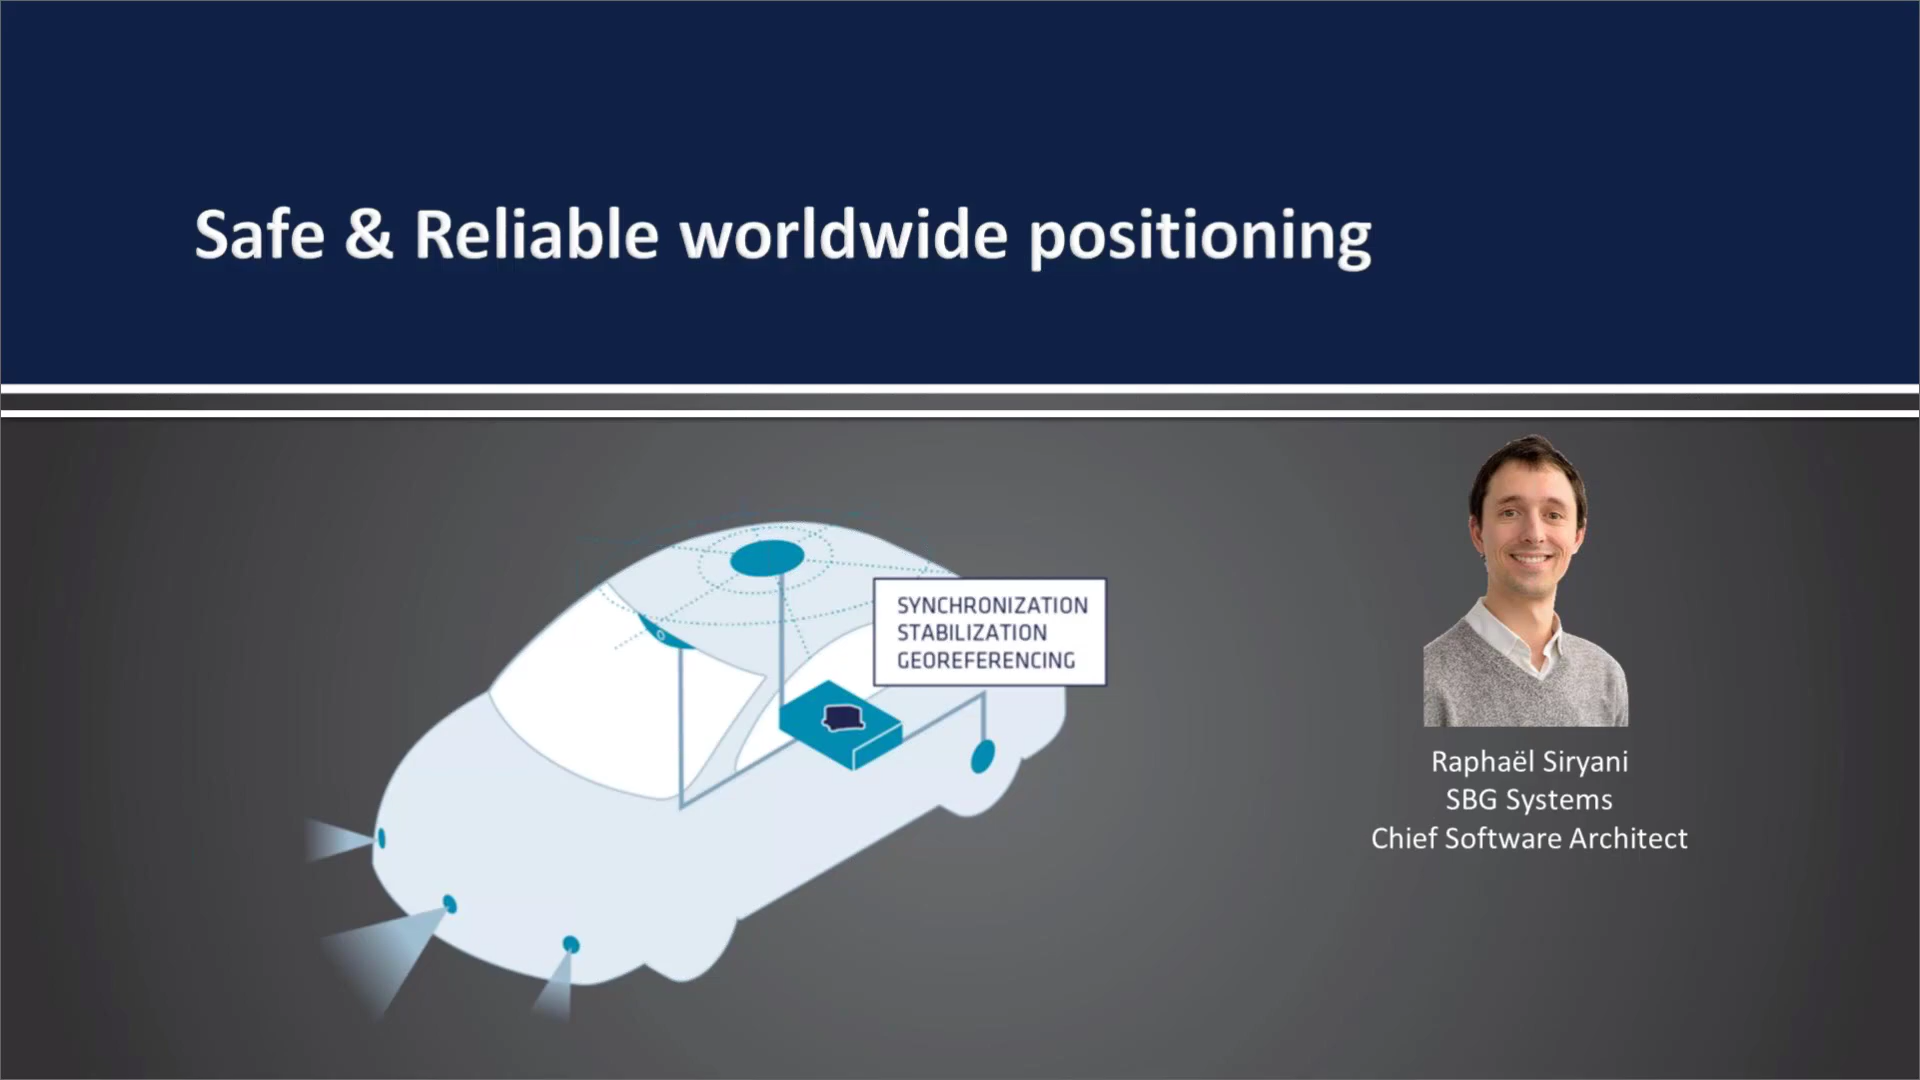 Safe & Reliable worldwide positioning
SYNCHRONIZATION
STABILIZATION
GEOREFERENCING
Raphaël Siryani
SBG Systems
Chief Software Architect